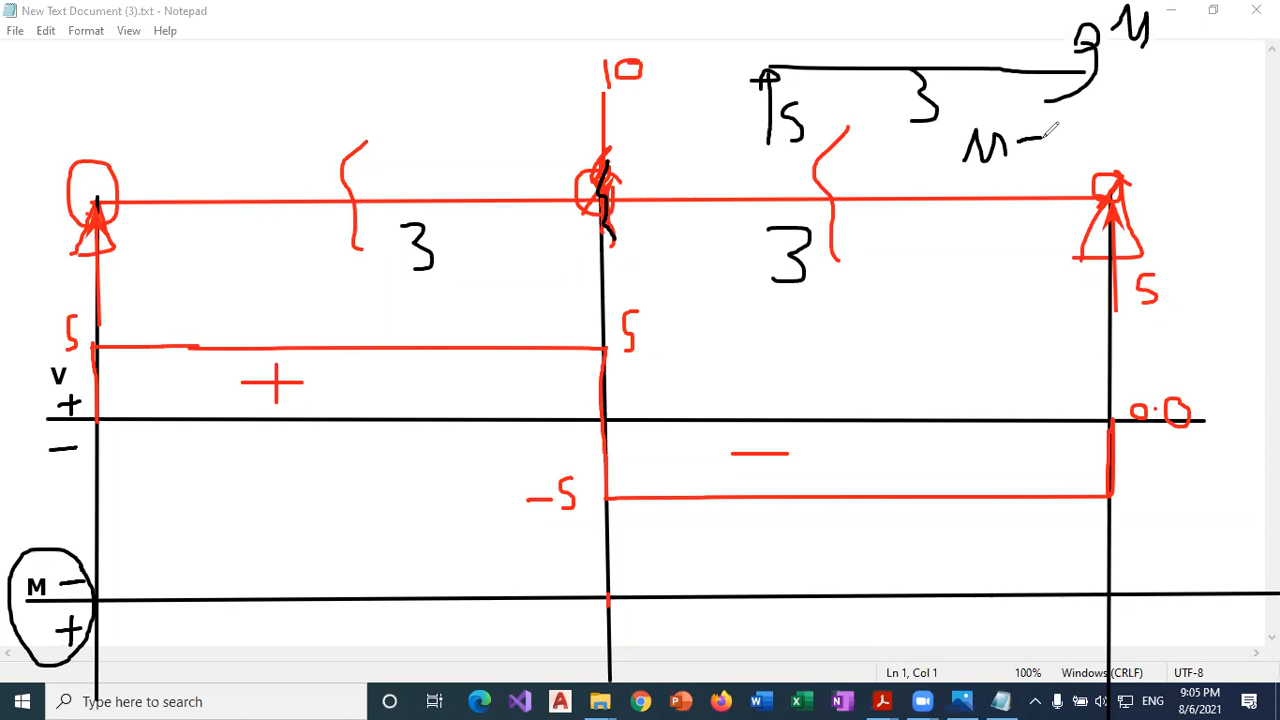 New Text Document (3).txt - Notepad
File Edit Format View Help
M
10
5
3
M -
3
3
5
5
5
V
+
+
0.0
-
-
-5
M -
+
Ln 1, Col 1 100% Windows (CRLF) UTF-8
Type here to search
ENG
9:05 PM
8/6/2021